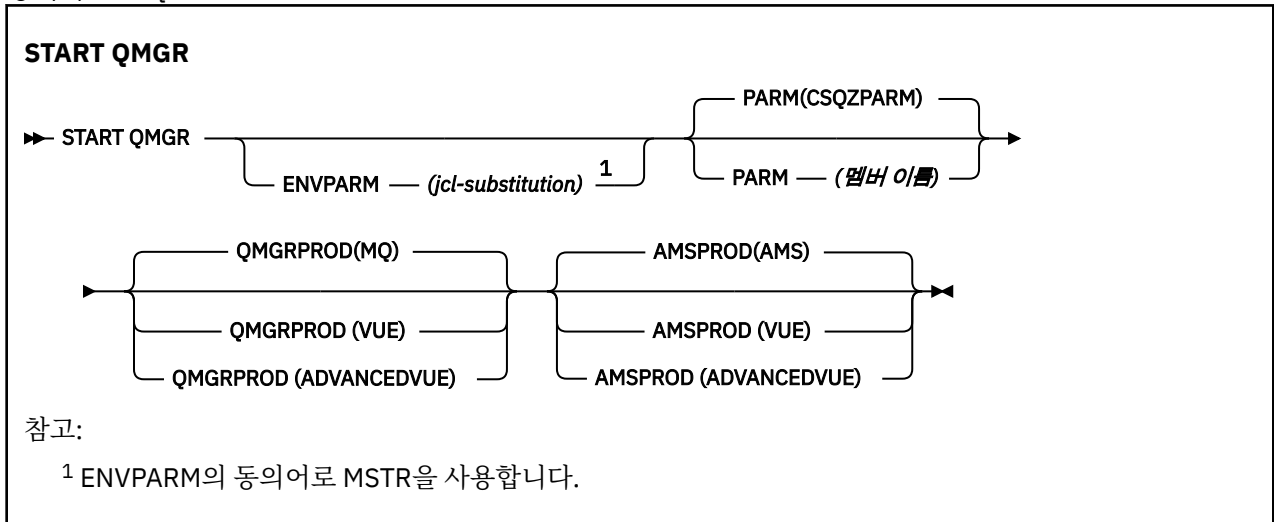 START QMGR
PARM(CSQZPARM)
START QMGR
ENVPARM (jcl-substitution) 1
PARM (멤버 이름)
QMGRPROD(MQ) AMSPROD(AMS)
QMGRPROD (VUE) AMSPROD (VUE)
QMGRPROD (ADVANCEDVUE) AMSPROD (ADVANCEDVUE)
참고:
1 ENVPARM의 동의어로 MSTR을 사용합니다.